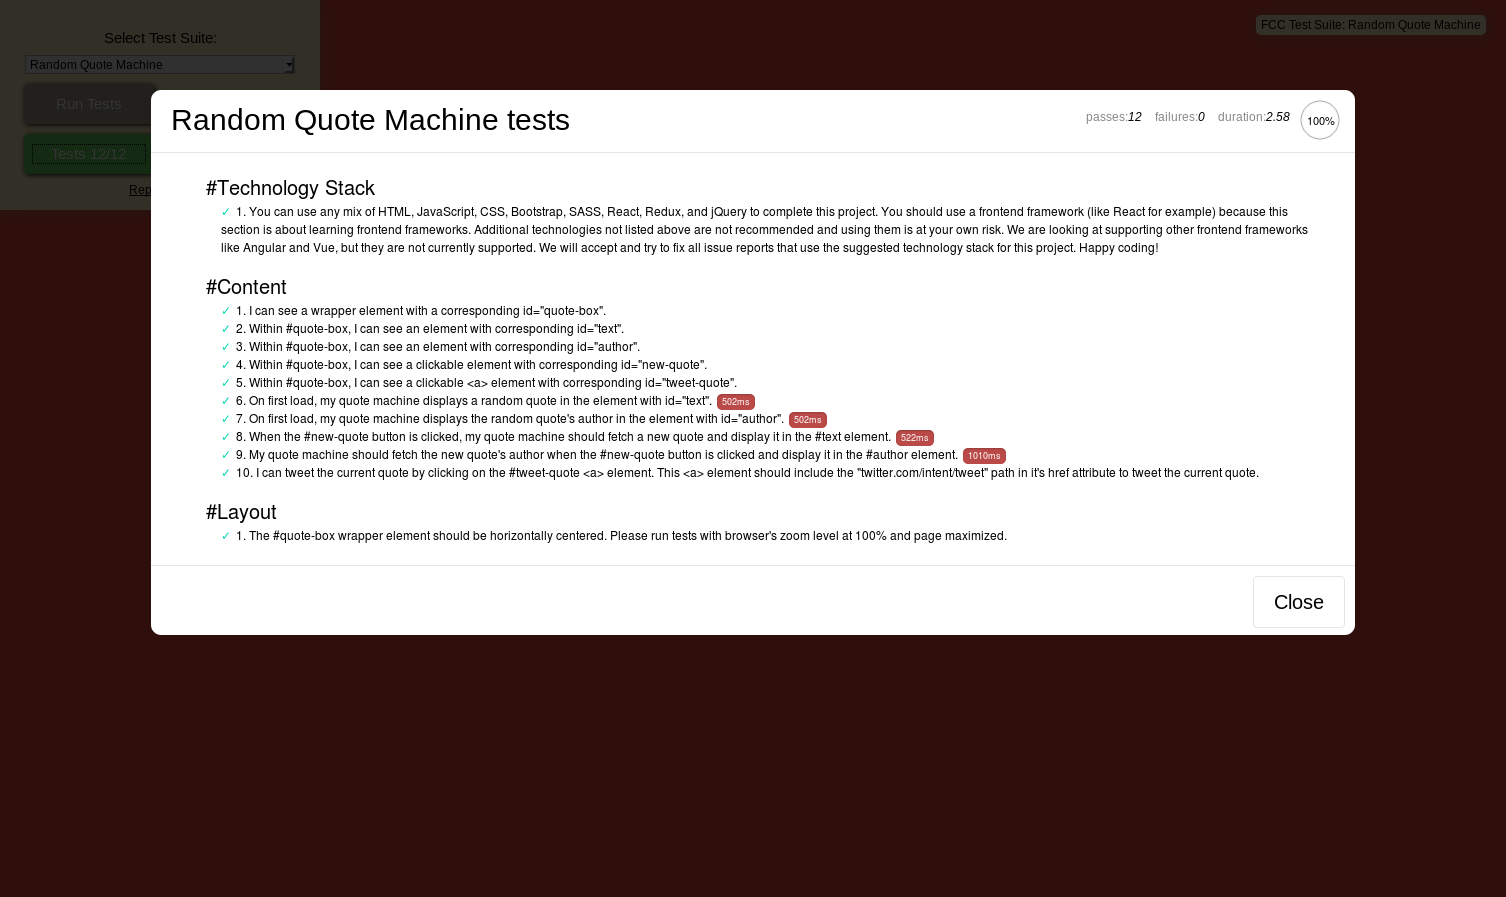 Select Test Suite:
FCC Test Suite: Random Quote Machine
Random Quote Machine
Run Tests
Tests 12/12
Rep
Random Quote Machine tests
passes:12 failures:0 duration:2.58 100%
#Technology Stack
✓ 1. You can use any mix of HTML, JavaScript, CSS, Bootstrap, SASS, React, Redux, and jQuery to complete this project. You should use a frontend framework (like React for example) because this
section is about learning frontend frameworks. Additional technologies not listed above are not recommended and using them is at your own risk. We are looking at supporting other frontend frameworks
like Angular and Vue, but they are not currently supported. We will accept and try to fix all issue reports that use the suggested technology stack for this project. Happy coding!
#Content
✓ 1. I can see a wrapper element with a corresponding id="quote-box".
✓ 2. Within #quote-box, I can see an element with corresponding id="text".
✓ 3. Within #quote-box, I can see an element with corresponding id="author".
✓ 4. Within #quote-box, I can see a clickable element with corresponding id="new-quote".
✓ 5. Within #quote-box, I can see a clickable <a> element with corresponding id="tweet-quote".
✓ 6. On first load, my quote machine displays a random quote in the element with id="text". 502ms
✓ 7. On first load, my quote machine displays the random quote's author in the element with id="author". 502ms
✓ 8. When the #new-quote button is clicked, my quote machine should fetch a new quote and display it in the #text element. 522ms
✓ 9. My quote machine should fetch the new quote's author when the #new-quote button is clicked and display it in the #author element. 1010ms
✓ 10. I can tweet the current quote by clicking on the #tweet-quote <a> element. This <a> element should include the "twitter.com/intent/tweet" path in it's href attribute to tweet the current quote.
#Layout
✓ 1. The #quote-box wrapper element should be horizontally centered. Please run tests with browser's zoom level at 100% and page maximized.
Close